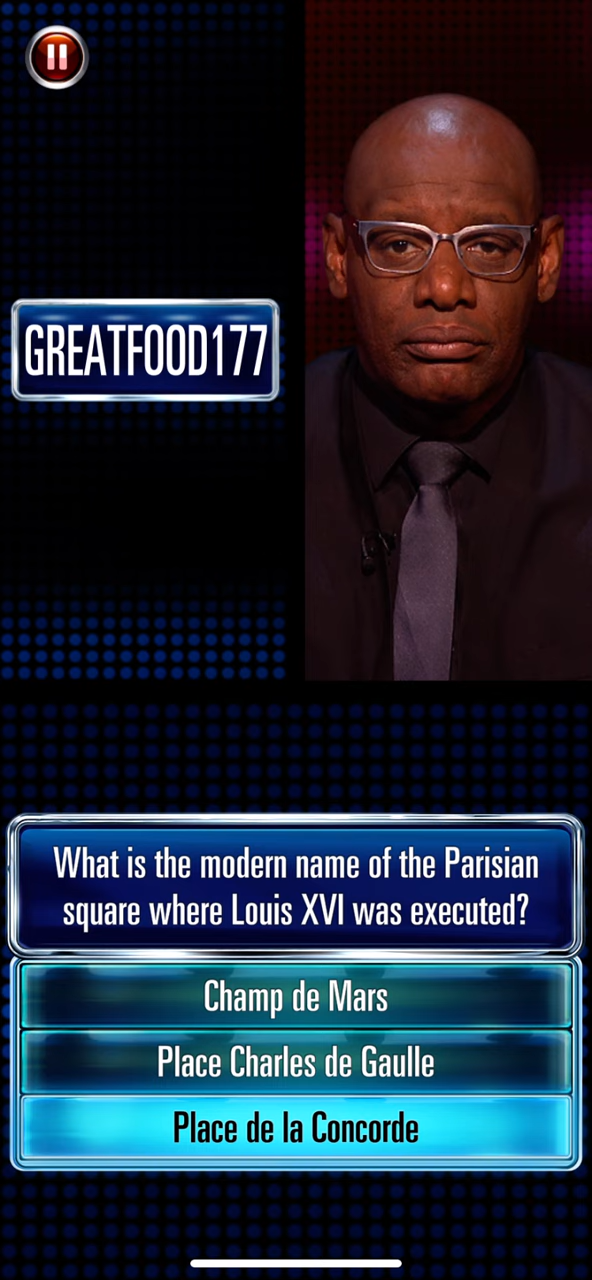 GREATFOOD177
What is the modern name of the Parisian
square where Louis XVI was executed?
Champ de Mars
Place Charles de Gaulle
Place de la Concorde